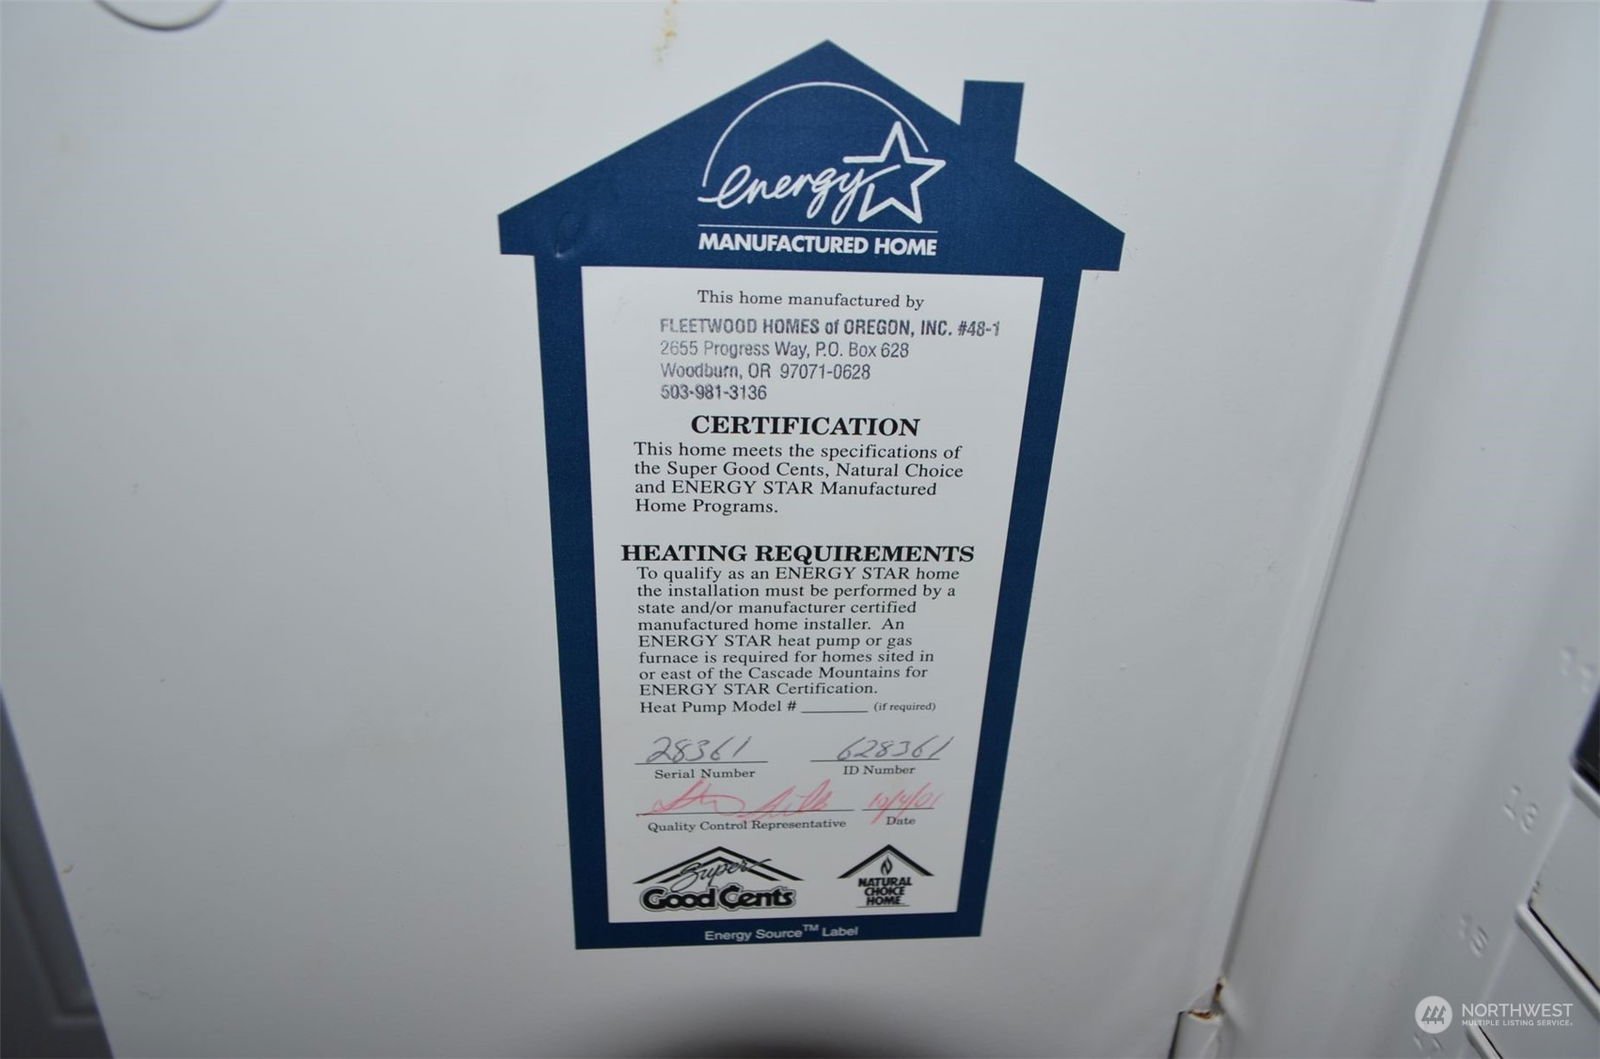 energy
MANUFACTURED HOME
This home manufactured by
FLEETWOOD HOMES of OREGON, INC. #48-1
2655 Progress Way, P.O. Box 628
Woodburn, OR 97071-0628
503-981-3136
CERTIFICATION
This home meets the specifications of
the Super Good Cents, Natural Choice
and ENERGY STAR Manufactured
Home Programs.
HEATING REQUIREMENTS
To qualify as an ENERGY STAR home
the installation must be performed by a
state and/or manufacturer certified
manufactured home installer. An
ENERGY STAR heat pump or gas
furnace is required for homes sited in
or east of the Cascade Mountains for
ENERGY STAR Certification.
Heat Pump Model # ______ (if required)
28361 628361
Serial Number ID Number
10/4/01
Quality Control Representative Date
Super
Good Cents
NATURAL
CHOICE
HOME
Energy Source™ Label
18
16
NORTHWEST
MULTIPLE LISTING SERVICE.